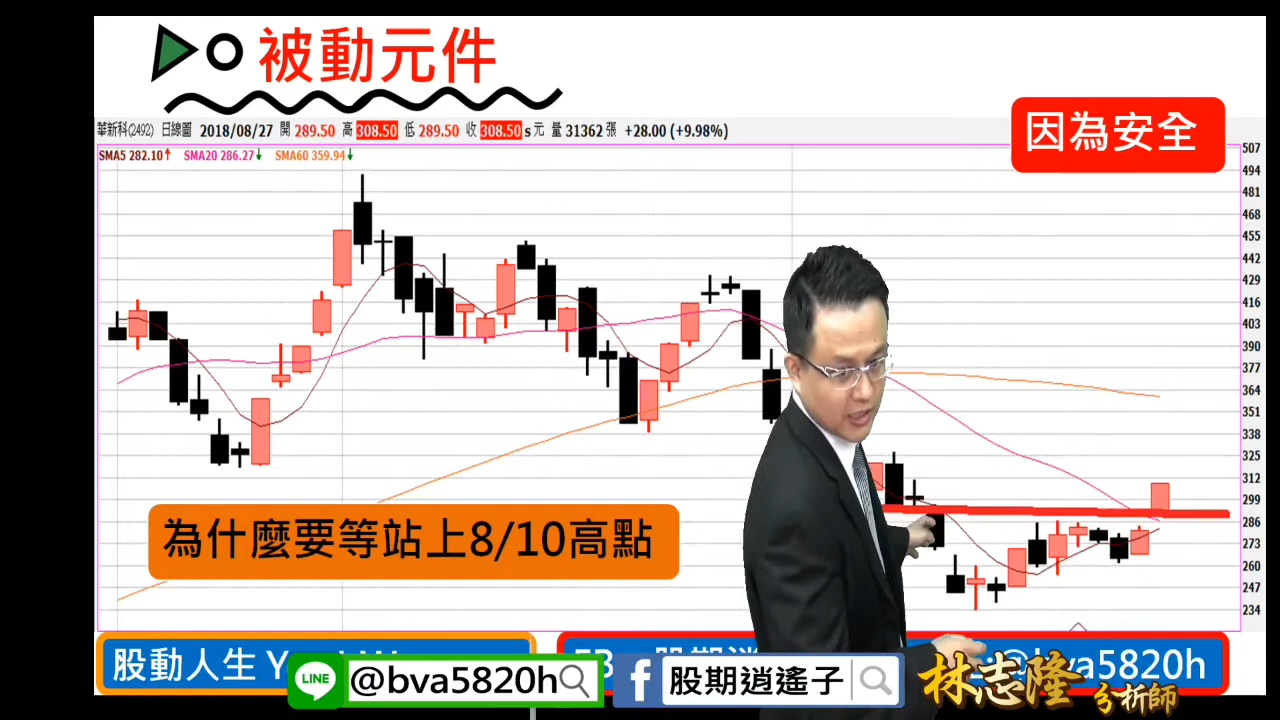 被動元件
華新科(2492) 日線圖 2018/08/27 開 289.50 高 308.50 低 289.50 收 308.50 s元 量 31362 張 +28.00 (+9.98%)
因為安全
SMA5 282.10↑ SMA20 286.27↓ SMA60 359.94↓
507
494
481
468
455
442
429
416
403
390
377
364
351
338
325
312
299
286
273
260
247
234
為什麼要等站上8/10高點
股動人生
@bva5820h
LINE
@bva5820h
股期逍遙子
林志隆
分析師